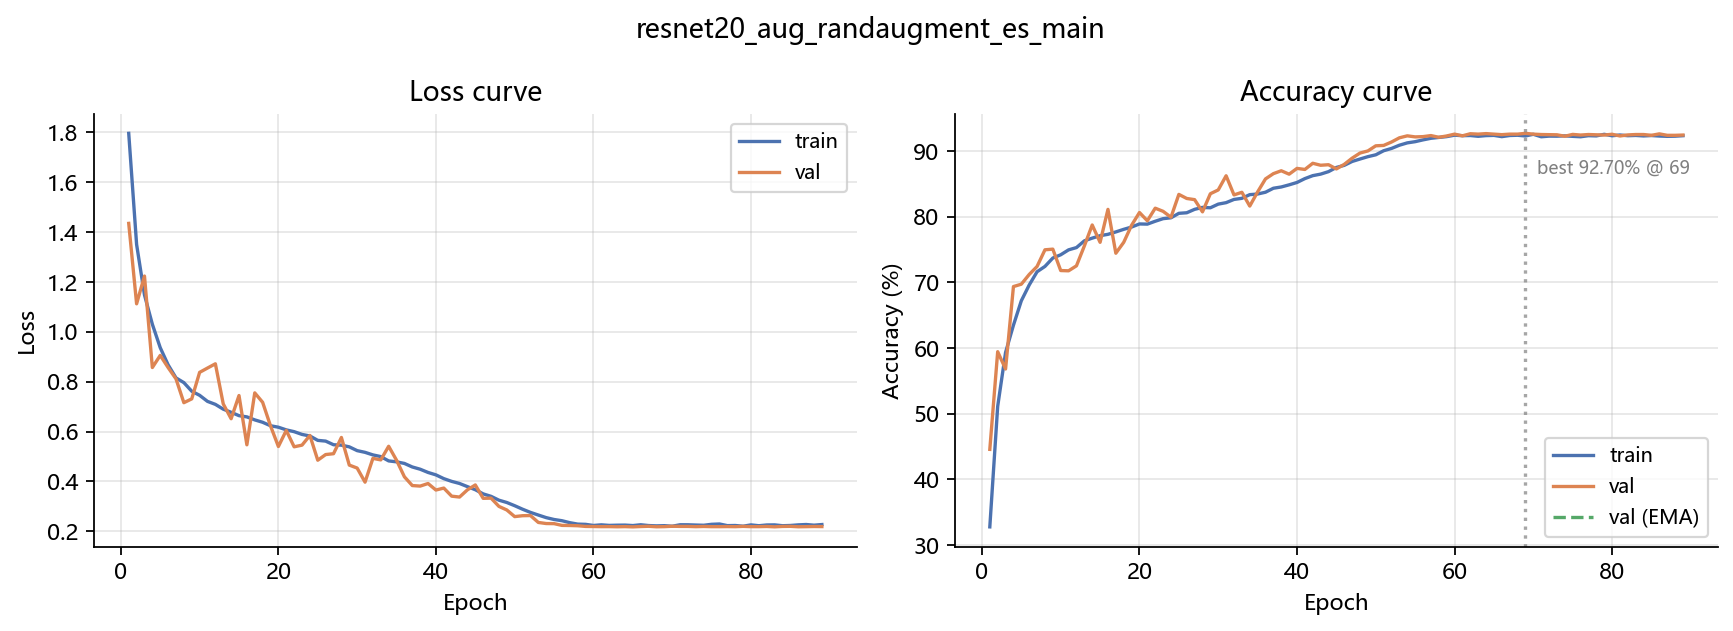 resnet20_aug_randaugment_es_main
Loss curve
1.8
1.6
1.4
1.2
1.0
0.8
0.6
0.4
0.2
Loss
0 20 40 60 80
Epoch
train
val
Accuracy curve
90
80
70
60
50
40
30
Accuracy (%)
0 20 40 60 80
Epoch
best 92.70% @ 69
train
val
val (EMA)